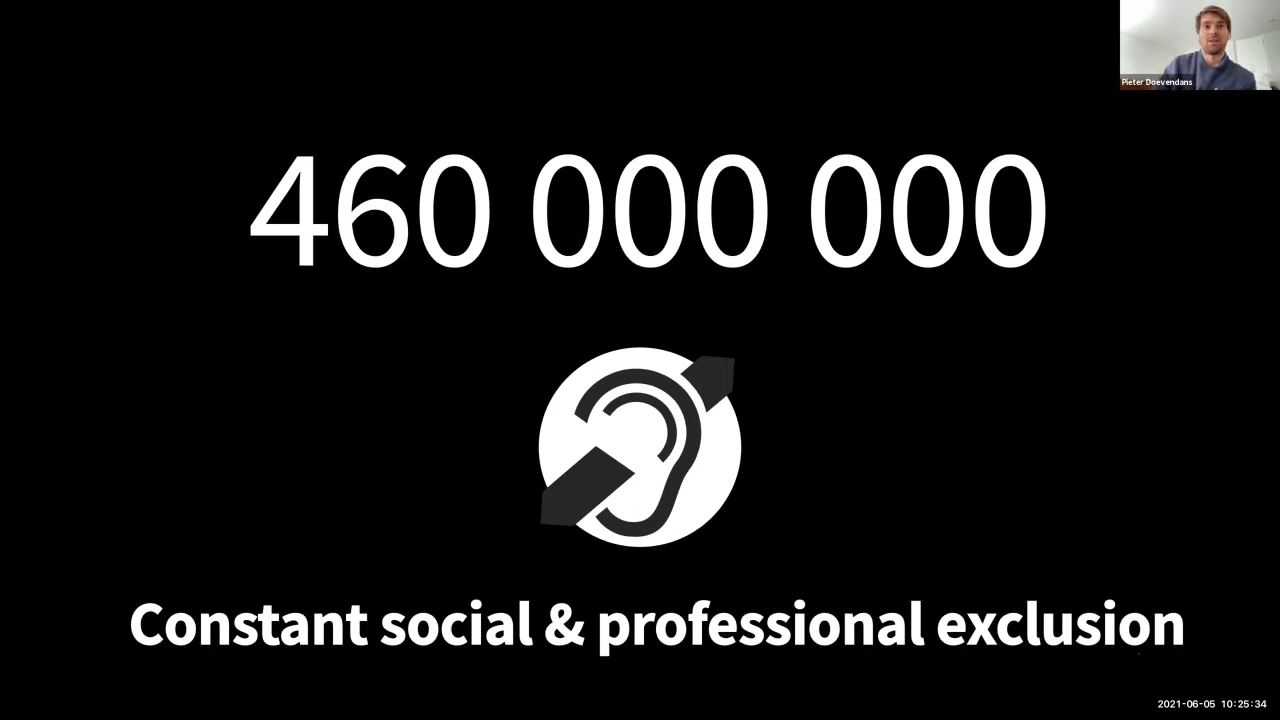 Pieter Doevendans
460 000 000
Constant social & professional exclusion
2021-06-05 10:25:34